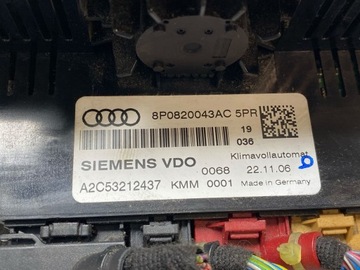 8P0820043AC 5PR
19
036
SIEMENS VDO
Klimavollautomat
0068 22.11.06
A2C53212437 KMM 0001 Made in Germany